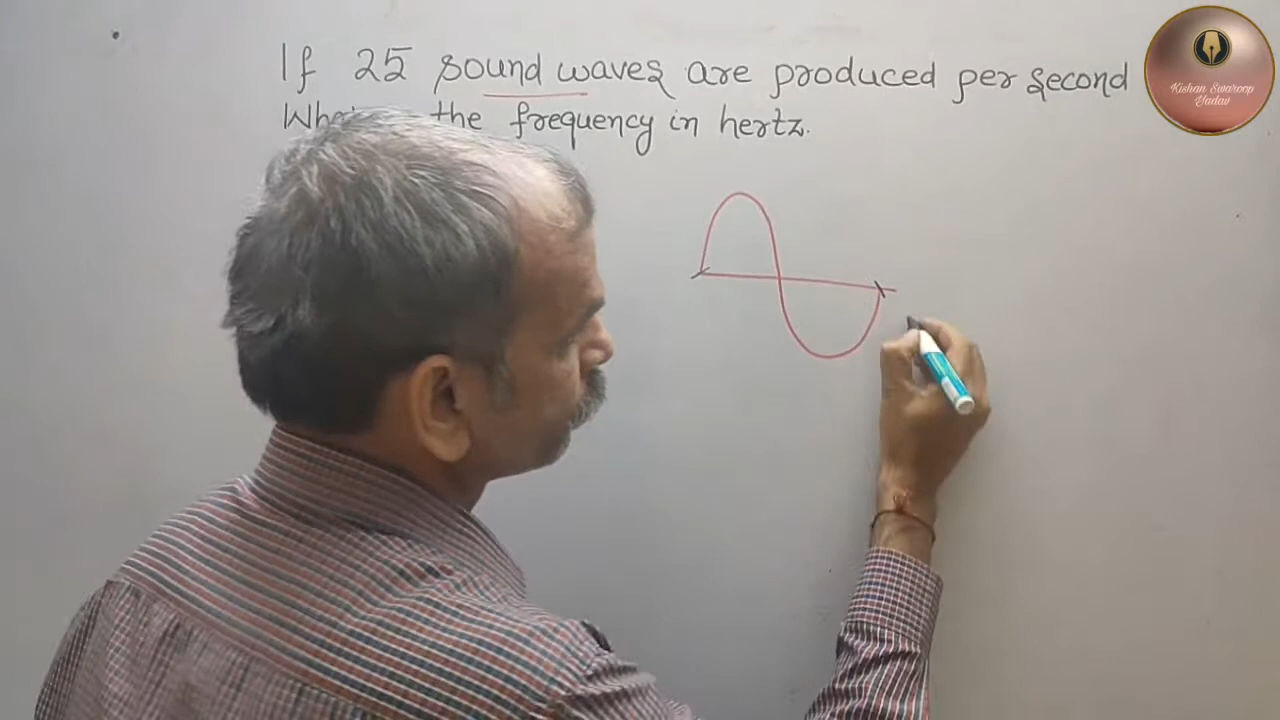 If 25 sound waves are produced per second
the frequency in hertz.
Kishan Swaroop
Yadav